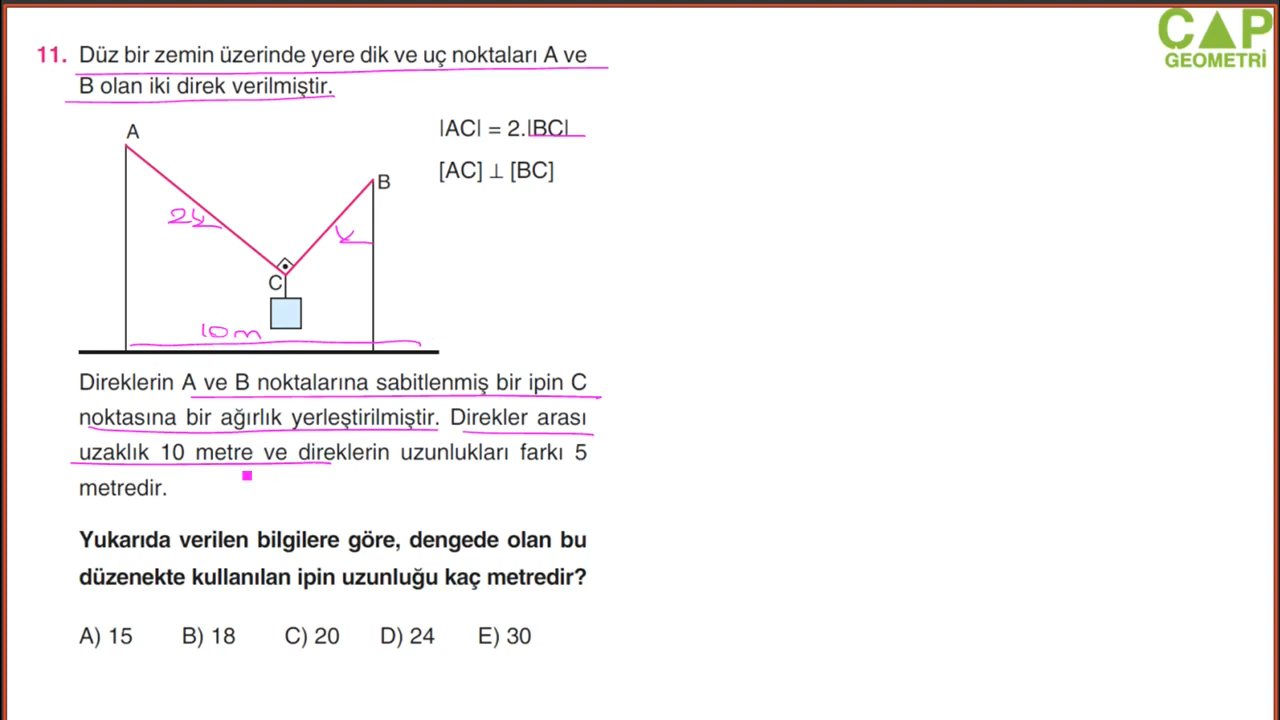 ÇAP
GEOMETRİ
11. Düz bir zemin üzerinde yere dik ve uç noktaları A ve
B olan iki direk verilmiştir.
A
B
C
2k
k
10 m
|AC| = 2.|BC|
[AC] ⊥ [BC]
Direklerin A ve B noktalarına sabitlenmiş bir ipin C
noktasına bir ağırlık yerleştirilmiştir. Direkler arası
uzaklık 10 metre ve direklerin uzunlukları farkı 5
metredir.
Yukarıda verilen bilgilere göre, dengede olan bu
düzenekte kullanılan ipin uzunluğu kaç metredir?
A) 15 B) 18 C) 20 D) 24 E) 30